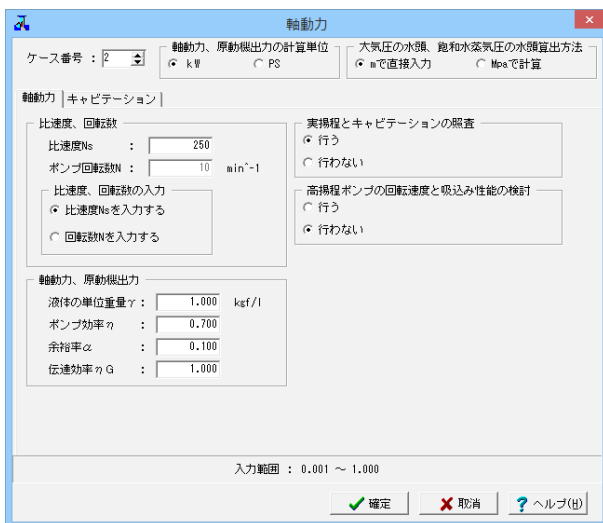 軸動力
ケース番号 : 2
軸動力、原動機出力の計算単位
kW
PS
大気圧の水頭、飽和水蒸気圧の水頭算出方法
mで直接入力
Mpaで計算
軸動力
キャビテーション
比速度、回転数
比速度Ns : 250
ポンプ回転数N : 10 min^-1
比速度、回転数の入力
比速度Nsを入力する
回転数Nを入力する
実揚程とキャビテーションの照査
行う
行わない
高揚程ポンプの回転速度と吸込み性能の検討
行う
行わない
軸動力、原動機出力
液体の単位重量γ : 1.000 kgf/l
ポンプ効率η : 0.700
余裕率α : 0.100
伝達効率ηG : 1.000
入力範囲 : 0.001 ～ 1.000
確定
取消
ヘルプ(H)